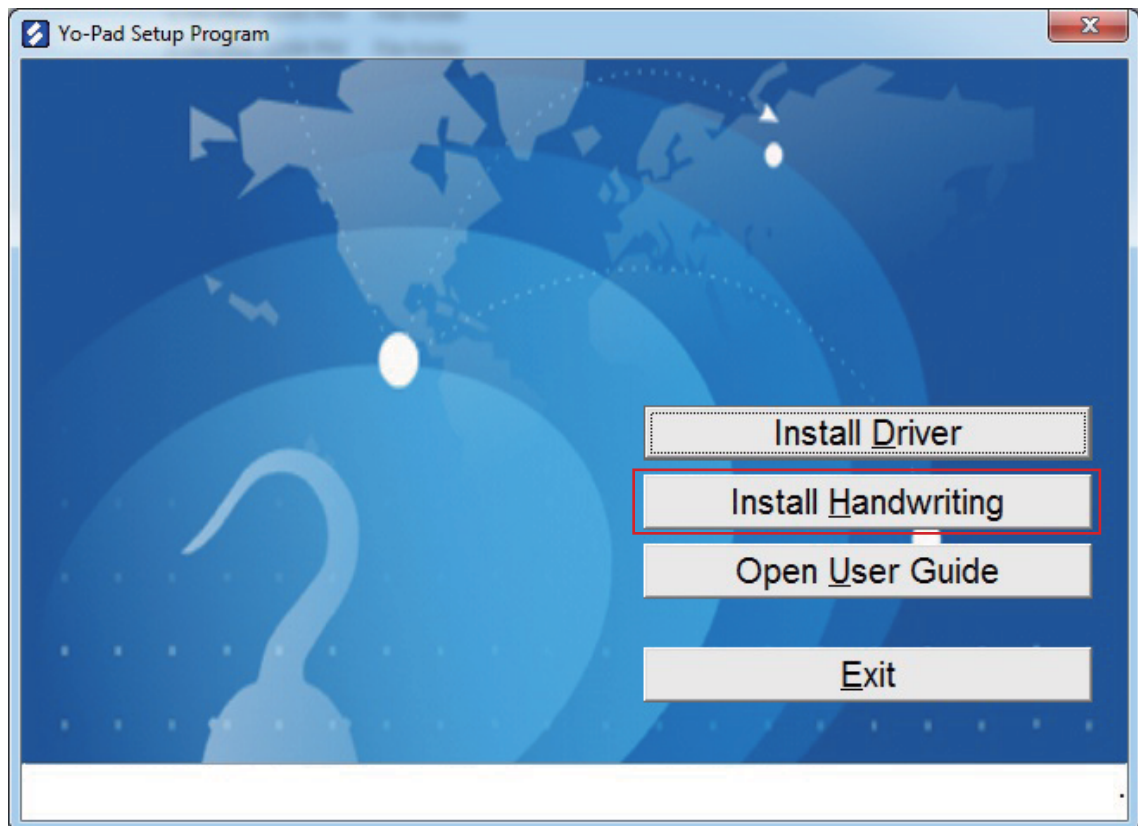 Yo-Pad Setup Program
Install Driver
Install Handwriting
Open User Guide
Exit
.